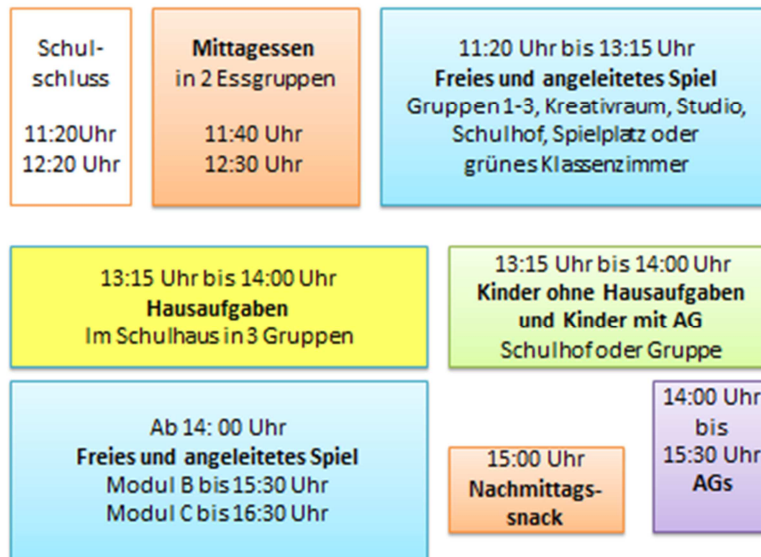 Schul-
schluss
11:20Uhr
12:20 Uhr
Mittagessen
in 2 Essgruppen
11:40 Uhr
12:30 Uhr
11:20 Uhr bis 13:15 Uhr
Freies und angeleitetes Spiel
Gruppen 1-3, Kreativraum, Studio,
Schulhof, Spielplatz oder
grünes Klassenzimmer
13:15 Uhr bis 14:00 Uhr
Hausaufgaben
Im Schulhaus in 3 Gruppen
13:15 Uhr bis 14:00 Uhr
Kinder ohne Hausaufgaben
und Kinder mit AG
Schulhof oder Gruppe
Ab 14: 00 Uhr
Freies und angeleitetes Spiel
Modul B bis 15:30 Uhr
Modul C bis 16:30 Uhr
15:00 Uhr
Nachmittags-
snack
14:00 Uhr
bis
15:30 Uhr
AGs